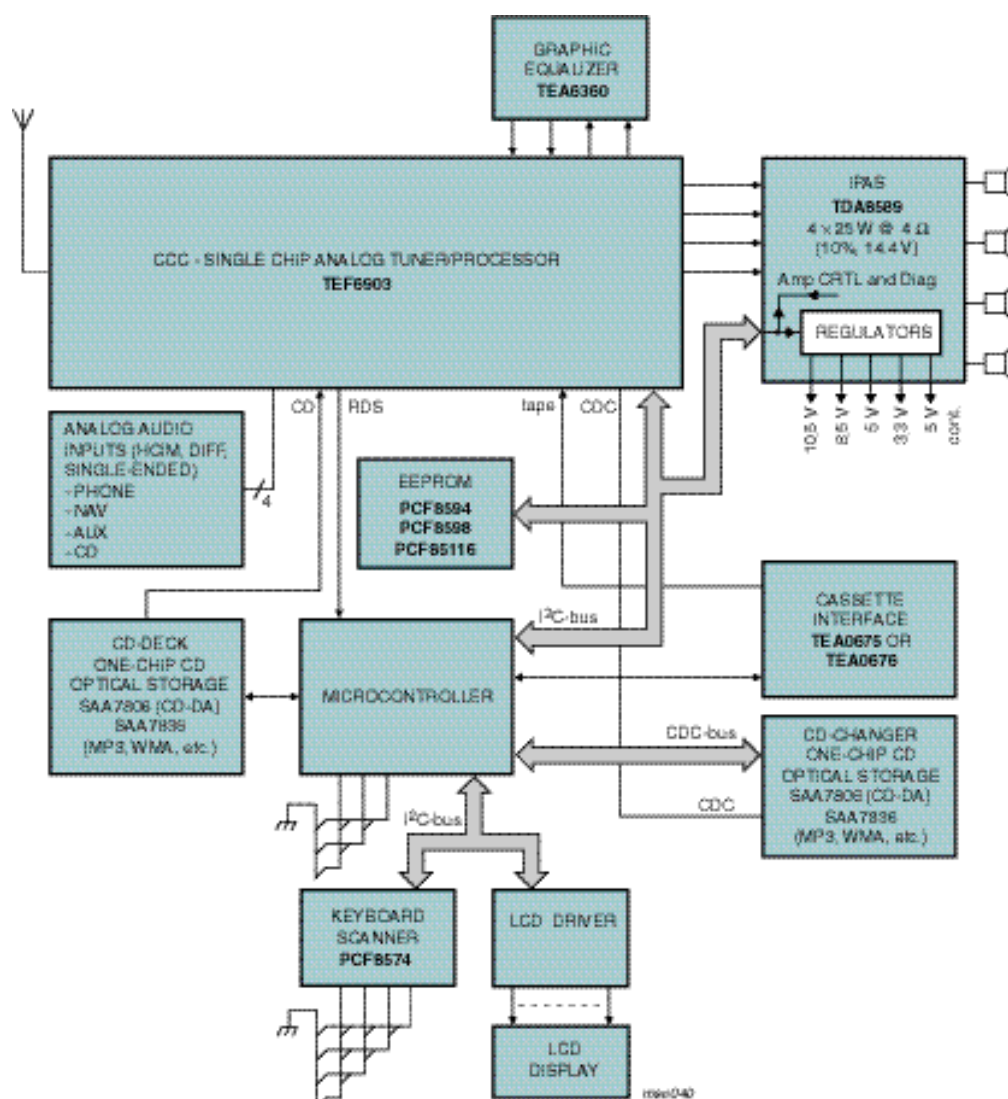 GRAPHIC
EQUALIZER
TEA6360
CCC - SINGLE CHIP ANALOG TUNER/PROCESSOR
TEF6903
IPAS
TDA8589
4 × 25 W @ 4 Ω
(10%, 14.4 V)
Amp CRTL and Diag
REGULATORS
10,5 V
8,5 V
5 V
3,3 V
5 V
cont.
CD
RDS
tape
CDC
ANALOG AUDIO
INPUTS (HCIM, DIFF,
SINGLE-ENDED)
-PHONE
-NAV
-AUX
-CD
4
EEPROM
PCF8594
PCF8598
PCF85116
I²C-bus
CASSETTE
INTERFACE
TEA0675 OR
TEA0676
CD-DECK
ONE-CHIP CD
OPTICAL STORAGE
SAA7806 (CD-DA)
SAA7836
(MP3, WMA, etc.)
MICROCONTROLLER
CDC-bus
CD-CHANGER
ONE-CHIP CD
OPTICAL STORAGE
SAA7806 (CD-DA)
SAA7836
(MP3, WMA, etc.)
CDC
I²C-bus
KEYBOARD
SCANNER
PCF8574
LCD DRIVER
LCD
DISPLAY